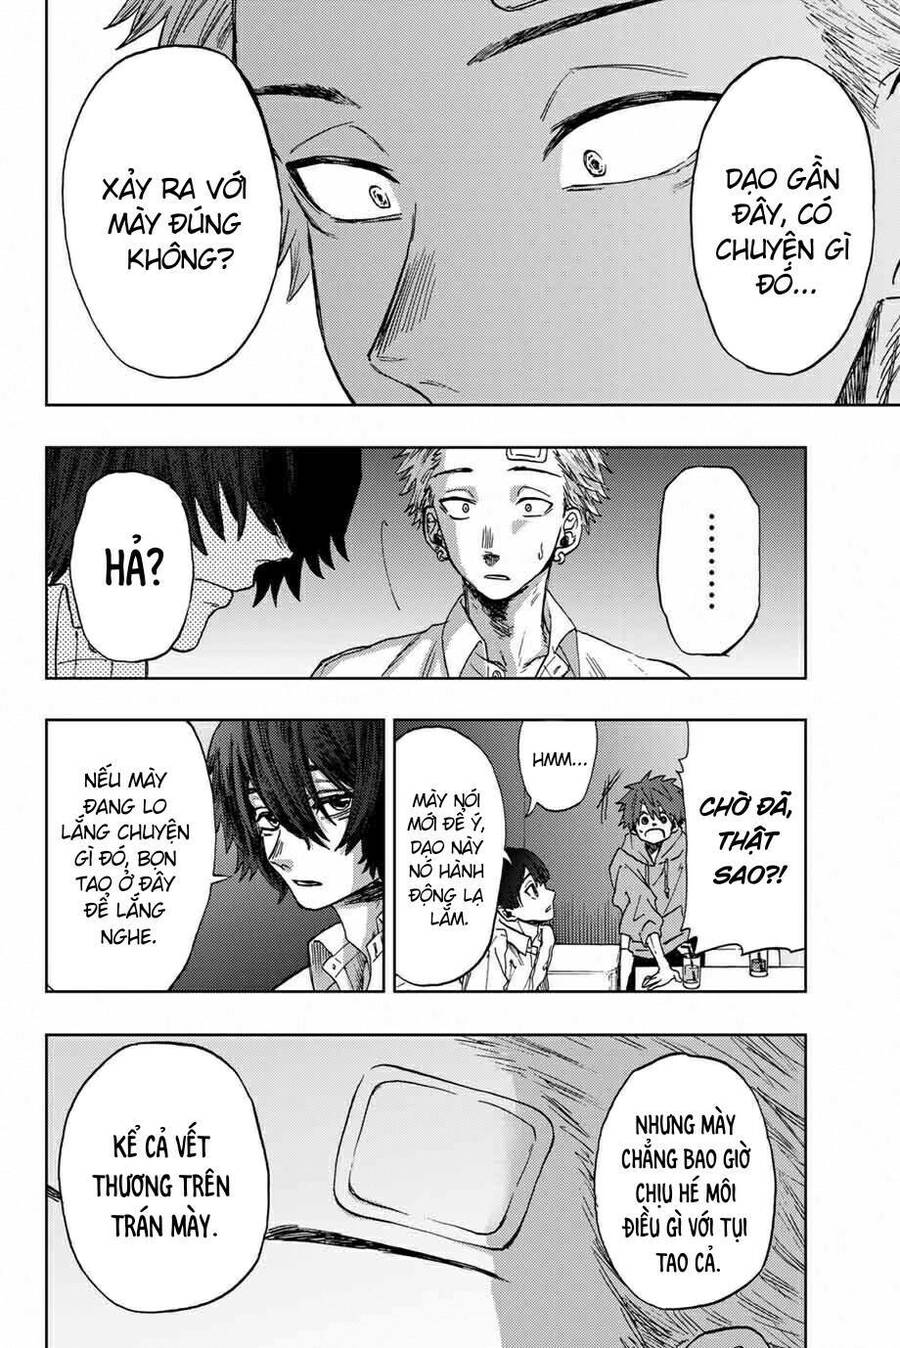 DẠO GẦN
ĐÂY, CÓ
CHUYỆN GÌ
ĐÓ...
XẢY RA VỚI
MÀY ĐÚNG
KHÔNG?
.........
HẢ?
CHỜ ĐÃ,
THẬT
SAO?!
HMM...
MÀY NÓI
MỚI ĐỂ Ý,
DẠO NÀY
NÓ HÀNH
ĐỘNG LẠ
LẮM.
NẾU MÀY
ĐANG LO
LẮNG CHUYỆN
GÌ ĐÓ, BỌN
TAO Ở ĐÂY
ĐỂ LẮNG
NGHE.
NHƯNG MÀY
CHẲNG BAO GIỜ
CHỊU HÉ MÔI
ĐIỀU GÌ VỚI TỤI
TAO CẢ.
KỂ CẢ VẾT
THƯƠNG TRÊN
TRÁN MÀY.